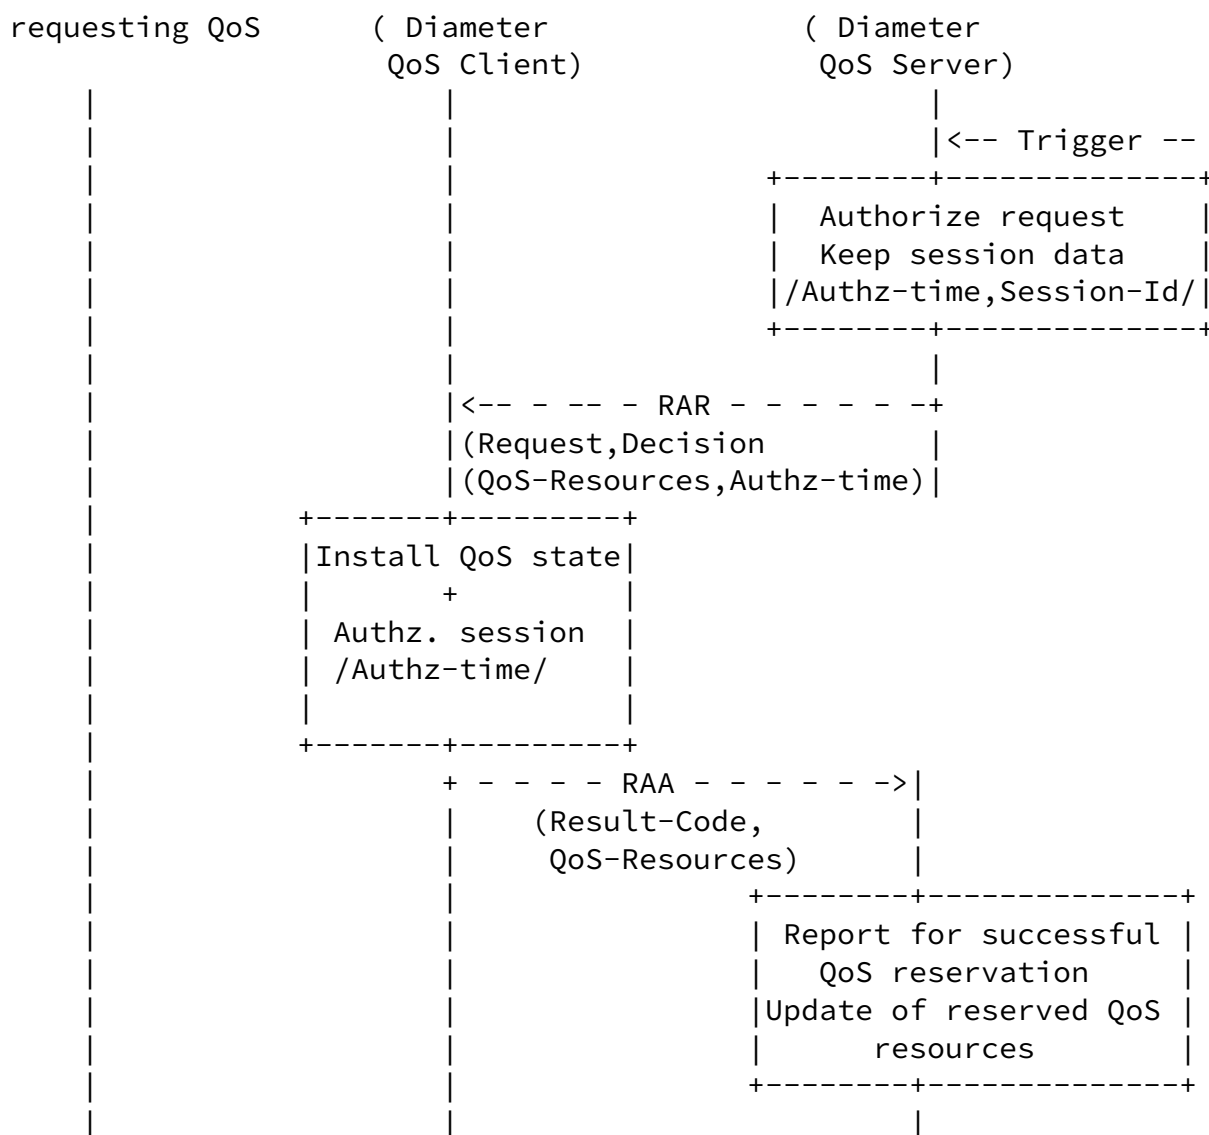 requesting QoS ( Diameter ( Diameter
QoS Client) QoS Server)
<-- Trigger --
Authorize request
Keep session data
/Authz-time,Session-Id/
<-- - -- - RAR - - - - - -+
(Request,Decision
(QoS-Resources,Authz-time)
Install QoS state
+
Authz. session
/Authz-time/
+ - - - - RAA - - - - - ->
(Result-Code,
QoS-Resources)
Report for successful
QoS reservation
Update of reserved QoS
resources